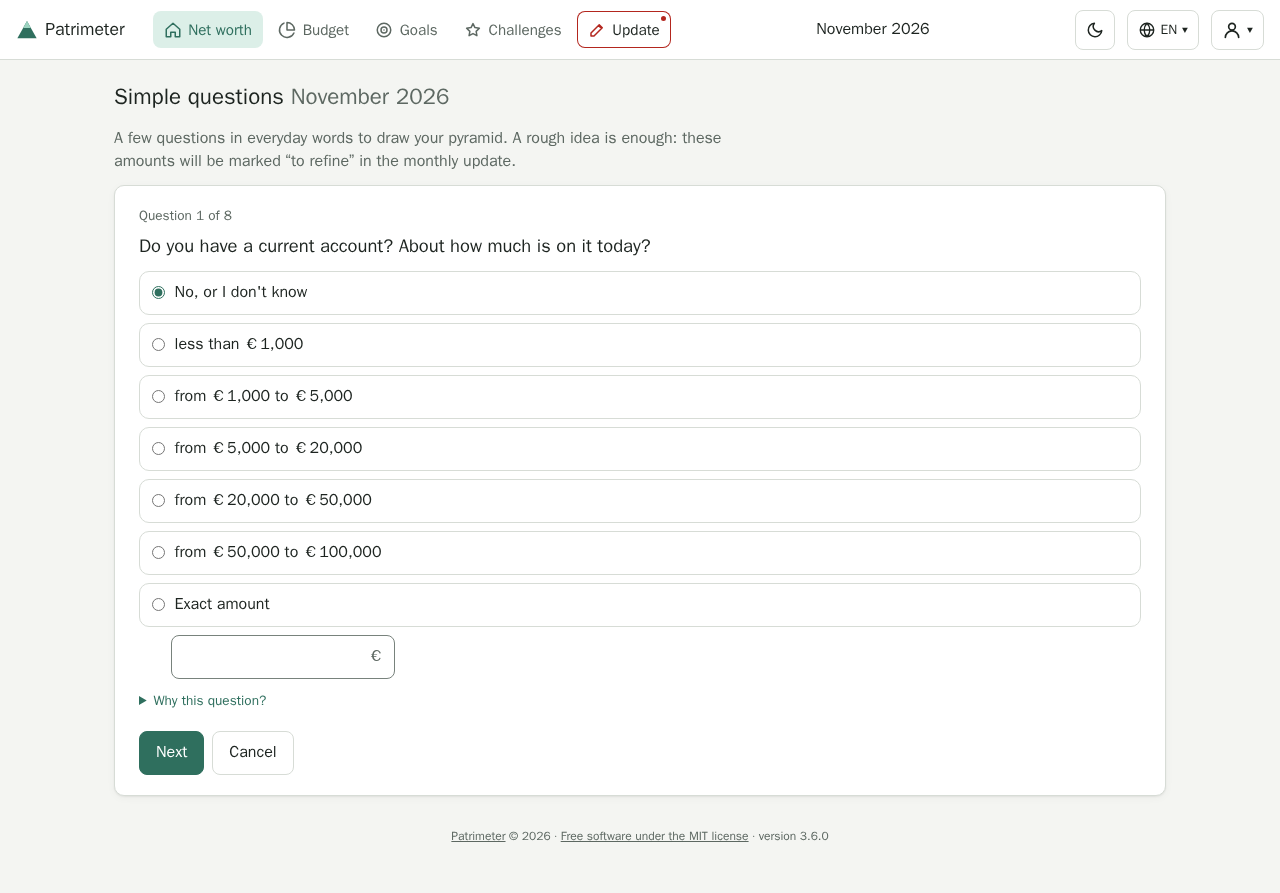 Patrimeter
Net worth
Budget
Goals
Challenges
Update
November 2026
EN
Simple questions November 2026
A few questions in everyday words to draw your pyramid. A rough idea is enough: these
amounts will be marked “to refine” in the monthly update.
Question 1 of 8
Do you have a current account? About how much is on it today?
No, or I don't know
less than €1,000
from €1,000 to €5,000
from €5,000 to €20,000
from €20,000 to €50,000
from €50,000 to €100,000
Exact amount
€
Why this question?
Next
Cancel
Patrimeter © 2026 · Free software under the MIT license · version 3.6.0